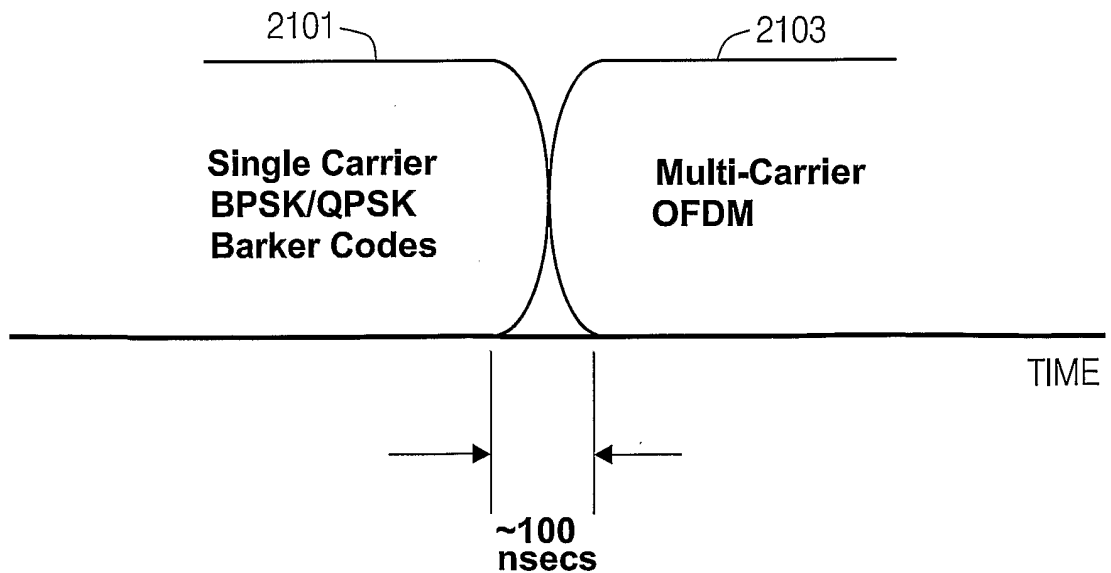 2101
2103
Single Carrier
BPSK/QPSK
Barker Codes
Multi-Carrier
OFDM
TIME
~100
nsecs